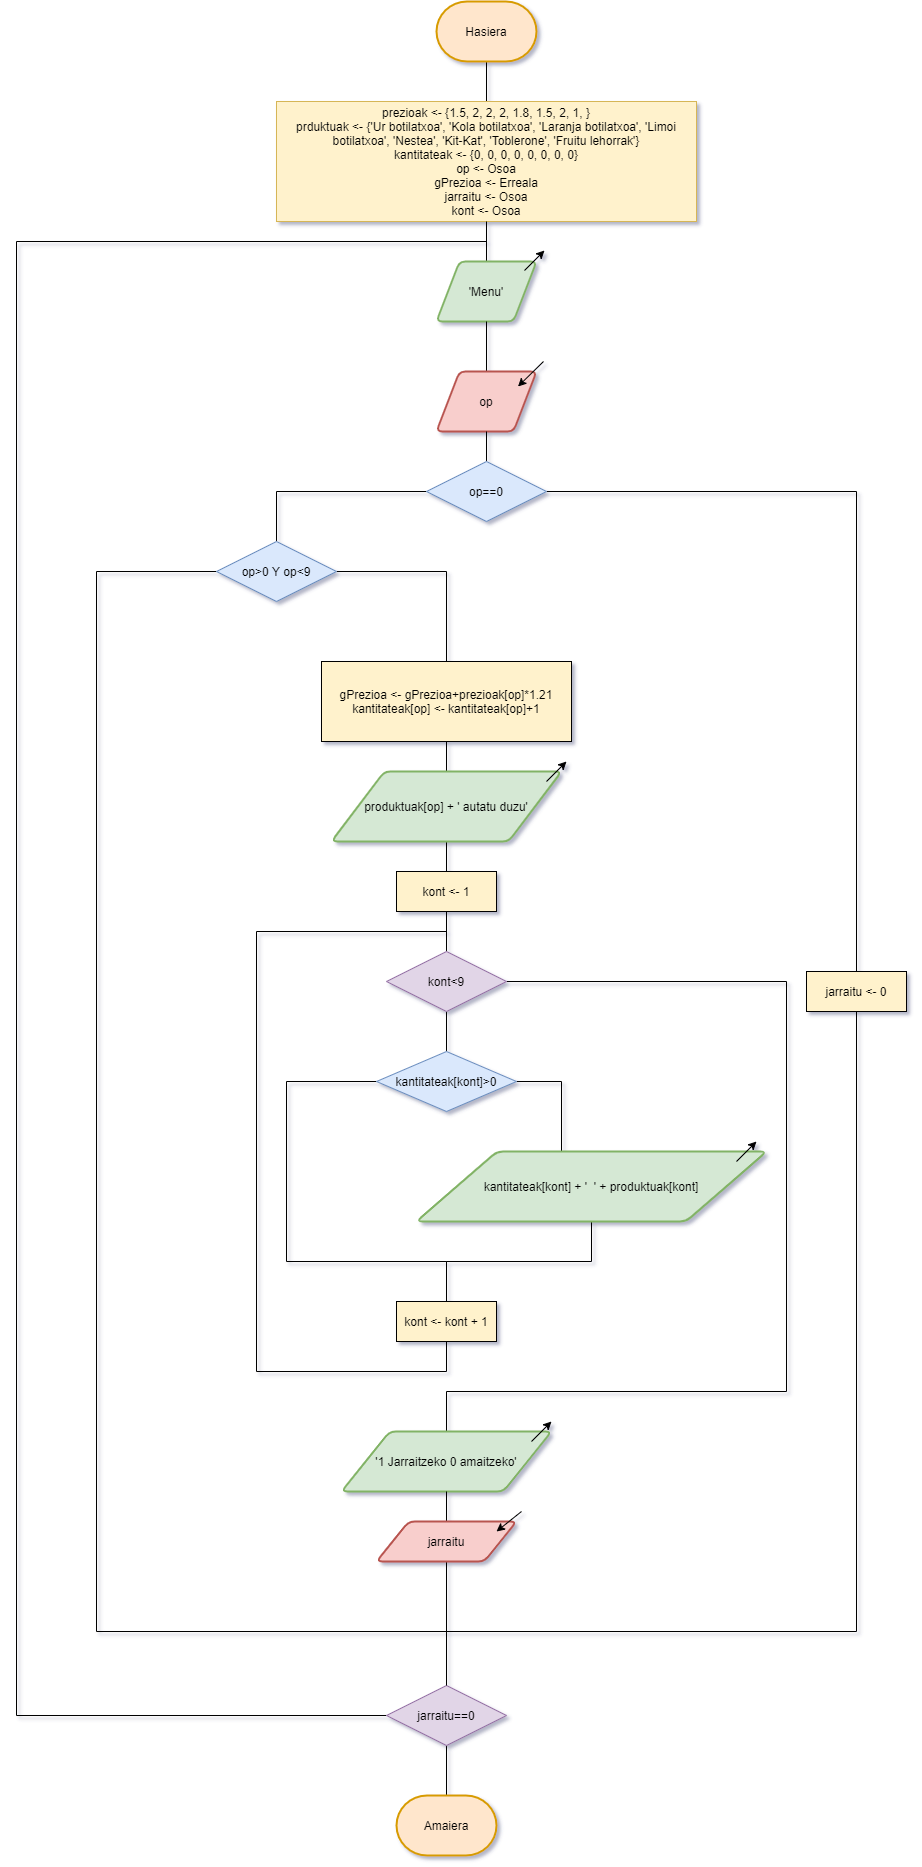 Hasiera
prezioak <- {1.5, 2, 2, 2, 1.8, 1.5, 2, 1, }
prduktuak <- {'Ur botilatxoa', 'Kola botilatxoa', 'Laranja botilatxoa', 'Limoi
botilatxoa', 'Nestea', 'Kit-Kat', 'Toblerone', 'Fruitu lehorrak'}
kantitateak <- {0, 0, 0, 0, 0, 0, 0, 0}
op <- Osoa
gPrezioa <- Erreala
jarraitu <- Osoa
kont <- Osoa
'Menu'
op
op==0
op>0 Y op<9
gPrezioa <- gPrezioa+prezioak[op]*1.21
kantitateak[op] <- kantitateak[op]+1
produktuak[op] + ' autatu duzu'
kont <- 1
kont<9
jarraitu <- 0
kantitateak[kont]>0
kantitateak[kont] + '  ' + produktuak[kont]
kont <- kont + 1
'1 Jarraitzeko 0 amaitzeko'
jarraitu
jarraitu==0
Amaiera